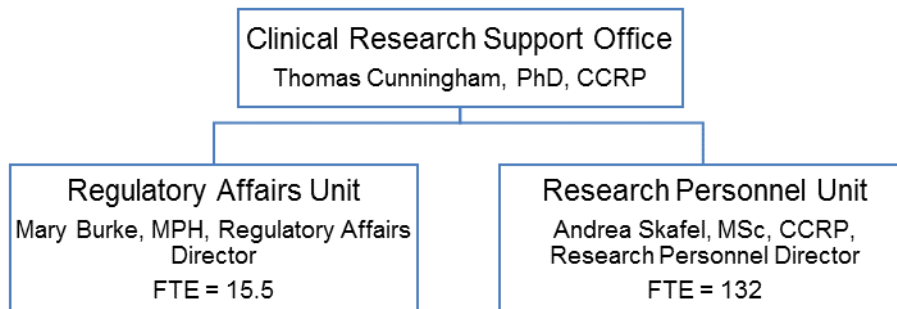 Clinical Research Support Office
Thomas Cunningham, PhD, CCRP
Regulatory Affairs Unit
Mary Burke, MPH, Regulatory Affairs
Director
FTE = 15.5
Research Personnel Unit
Andrea Skafel, MSc, CCRP,
Research Personnel Director
FTE = 132